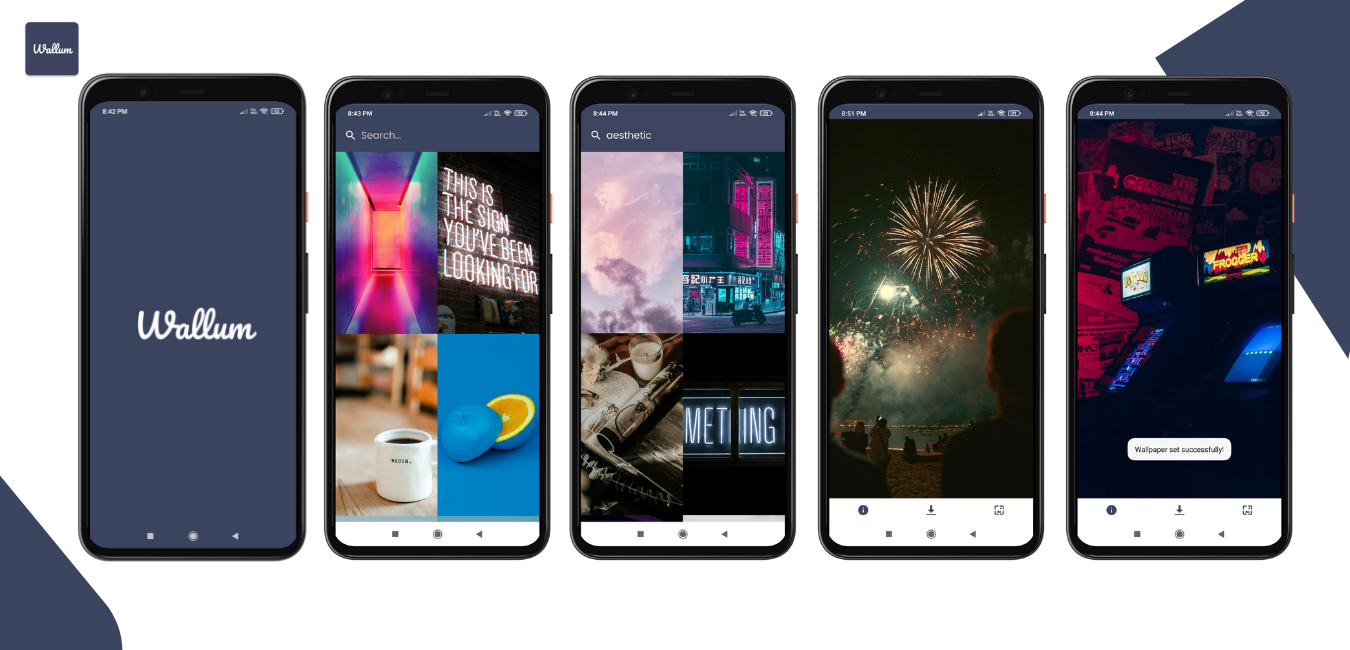 Wallum
8:42 PM
Wallum
8:43 PM
Search...
THIS IS
THE SIGN
YOU'VE BEEN
LOOKING FOR
BEGIN.
8:44 PM
aesthetic
METHING
8:51 PM
8:44 PM
THE
FROGGER
Wallpaper set successfully!